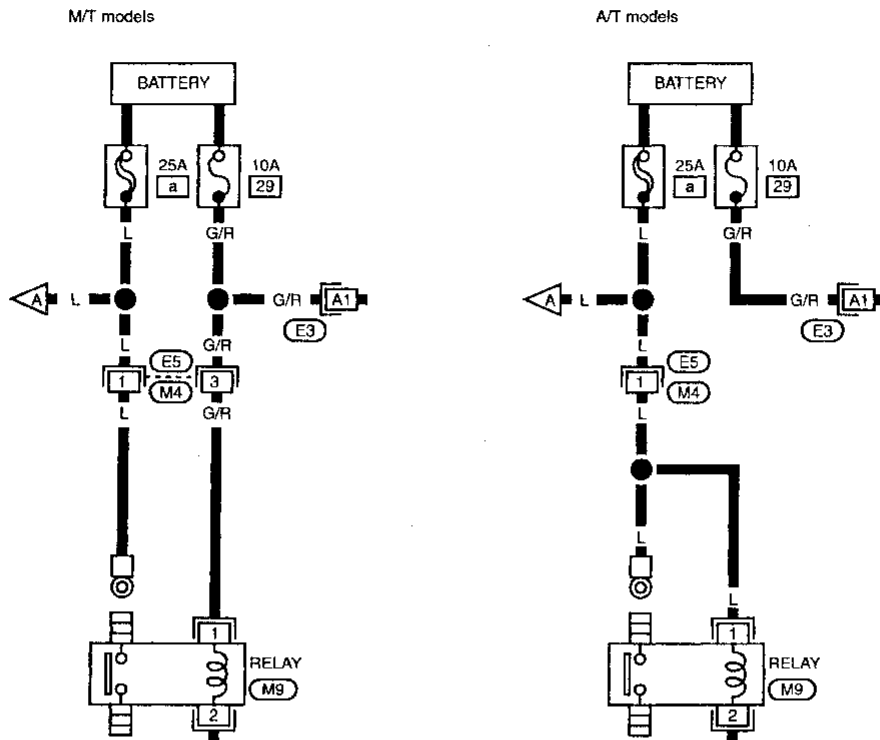 M/T models
BATTERY
25A
a
10A
29
L
G/R
A
L
G/R
A1
E3
L
G/R
E5
1
3
M4
L
G/R
1
RELAY
M9
2
A/T models
BATTERY
25A
a
10A
29
L
G/R
A
L
G/R
A1
E3
L
E5
1
M4
L
L
L
1
RELAY
M9
2